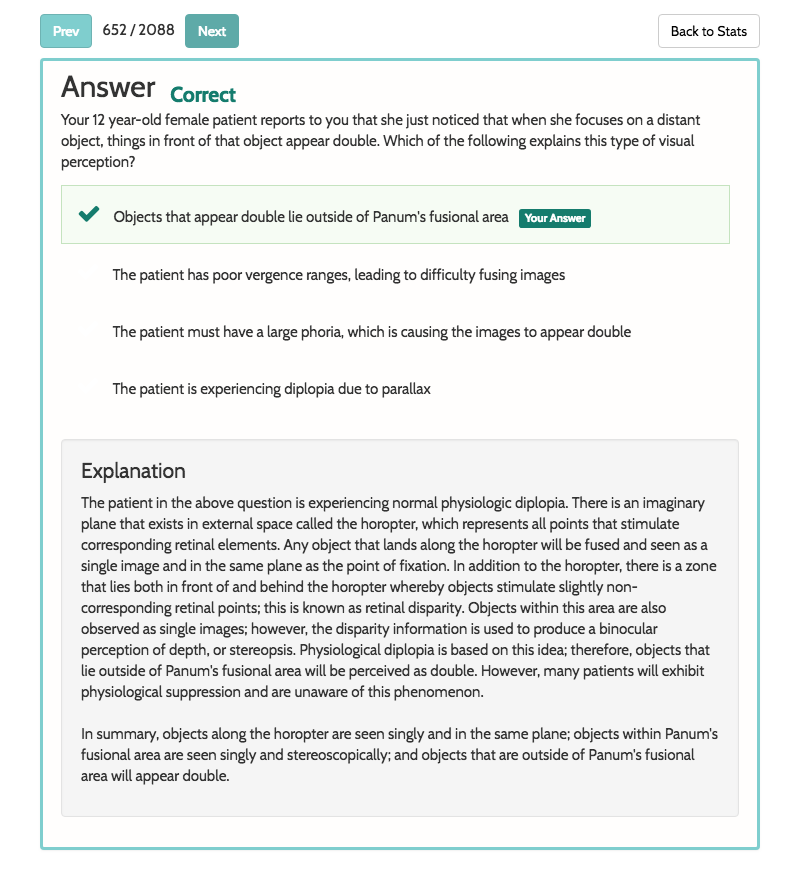 Prev 652 / 2088 Next Back to Stats
Answer Correct
Your 12 year-old female patient reports to you that she just noticed that when she focuses on a distant
object, things in front of that object appear double. Which of the following explains this type of visual
perception?
Objects that appear double lie outside of Panum's fusional area Your Answer
The patient has poor vergence ranges, leading to difficulty fusing images
The patient must have a large phoria, which is causing the images to appear double
The patient is experiencing diplopia due to parallax
Explanation
The patient in the above question is experiencing normal physiologic diplopia. There is an imaginary
plane that exists in external space called the horopter, which represents all points that stimulate
corresponding retinal elements. Any object that lands along the horopter will be fused and seen as a
single image and in the same plane as the point of fixation. In addition to the horopter, there is a zone
that lies both in front of and behind the horopter whereby objects stimulate slightly non-
corresponding retinal points; this is known as retinal disparity. Objects within this area are also
observed as single images; however, the disparity information is used to produce a binocular
perception of depth, or stereopsis. Physiological diplopia is based on this idea; therefore, objects that
lie outside of Panum's fusional area will be perceived as double. However, many patients will exhibit
physiological suppression and are unaware of this phenomenon.
In summary, objects along the horopter are seen singly and in the same plane; objects within Panum's
fusional area are seen singly and stereoscopically; and objects that are outside of Panum's fusional
area will appear double.